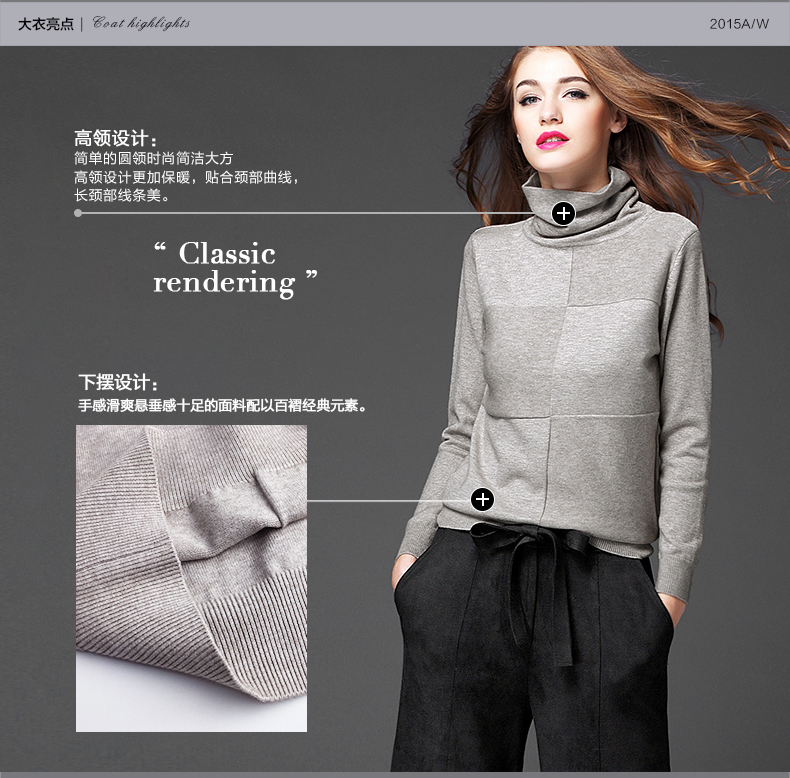 大衣亮点 | Coat highlights
2015A/W
高领设计：
简单的圆领时尚简洁大方
高领设计更加保暖，贴合颈部曲线，
长颈部线条美。
“ Classic
rendering ”
下摆设计：
手感滑爽悬垂感十足的面料配以百褶经典元素。